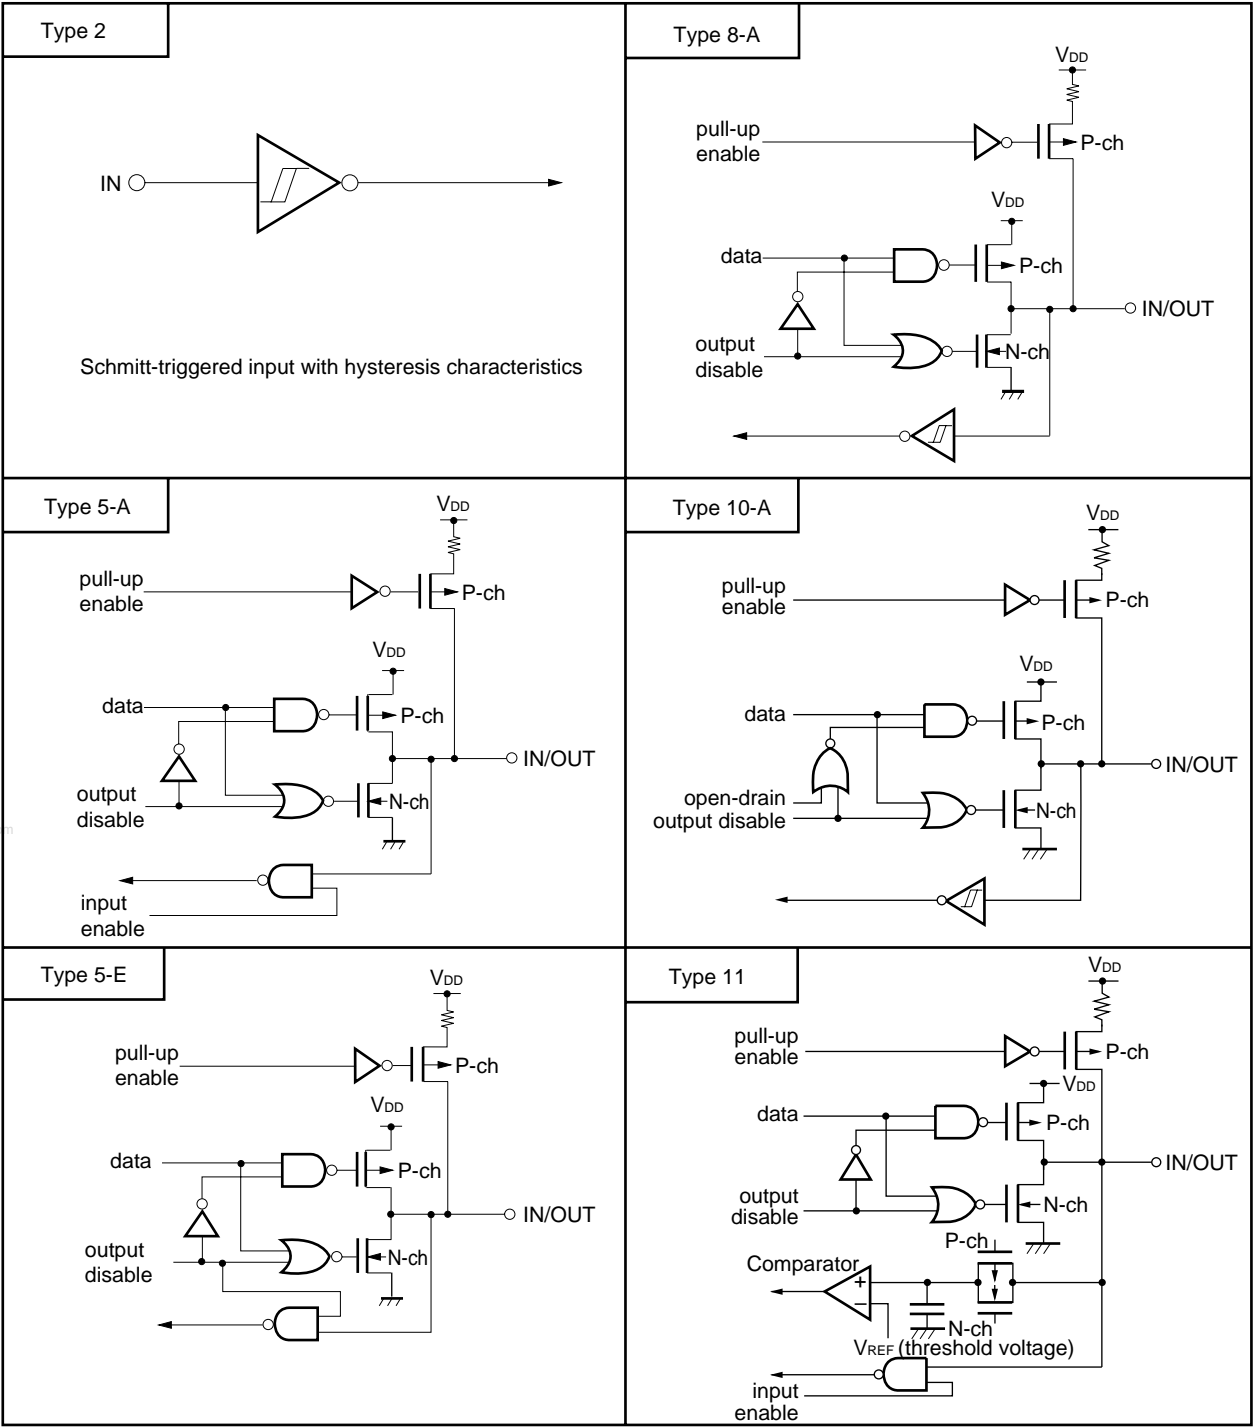 Type 2
IN
Schmitt-triggered input with hysteresis characteristics
Type 8-A
VDD
pull-up
enable
P-ch
VDD
data
P-ch
IN/OUT
output
disable
N-ch
Type 5-A
VDD
pull-up
enable
P-ch
VDD
data
P-ch
IN/OUT
output
disable
N-ch
input
enable
Type 10-A
VDD
pull-up
enable
P-ch
VDD
data
P-ch
IN/OUT
open-drain
output disable
N-ch
Type 5-E
VDD
pull-up
enable
P-ch
VDD
data
P-ch
IN/OUT
output
disable
N-ch
Type 11
VDD
pull-up
enable
P-ch
VDD
data
P-ch
IN/OUT
output
disable
N-ch
P-ch
Comparator
+
−
N-ch
VREF (threshold voltage)
input
enable